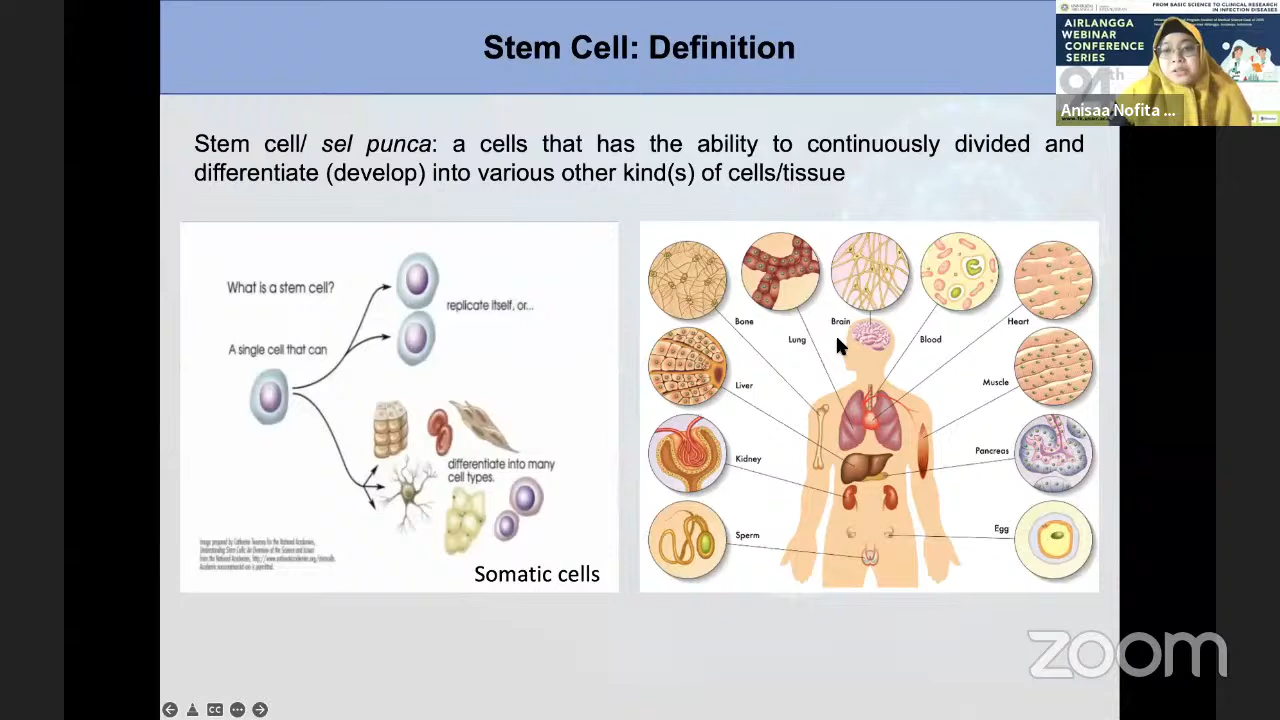 Stem Cell: Definition
FROM BASIC SCIENCE TO CLINICAL RESEARCH
IN INFECTION DISEASES
AIRLANGGA
WEBINAR
CONFERENCE
SERIES
94th
Anisaa Nofita ...
Stem cell/ sel punca: a cells that has the ability to continuously divided and
differentiate (develop) into various other kind(s) of cells/tissue
What is a stem cell?
replicate itself, or...
A single cell that can
differentiate into many
cell types.
Somatic cells
Bone
Brain
Heart
Lung
Blood
Liver
Muscle
Kidney
Pancreas
Sperm
Egg
zoom
CC